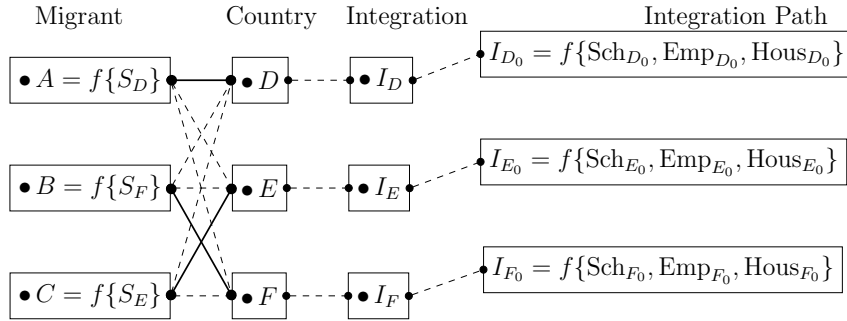 Migrant Country Integration Integration Path
• A = f{S_D} • D • I_D I_{D_0} = f{Sch_{D_0}, Emp_{D_0}, Hous_{D_0}}
• B = f{S_F} • E • I_E I_{E_0} = f{Sch_{E_0}, Emp_{E_0}, Hous_{E_0}}
• C = f{S_E} • F • I_F I_{F_0} = f{Sch_{F_0}, Emp_{F_0}, Hous_{F_0}}